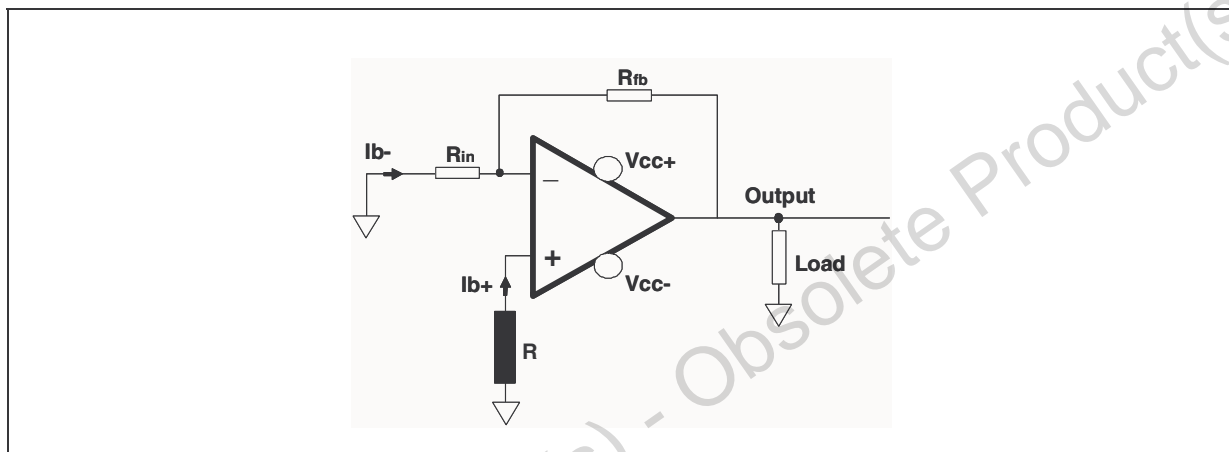 Rfb
Ib-
Rin
Vcc+
−
Output
+
Load
Vcc-
Ib+
R
) - Obsolete Product(s